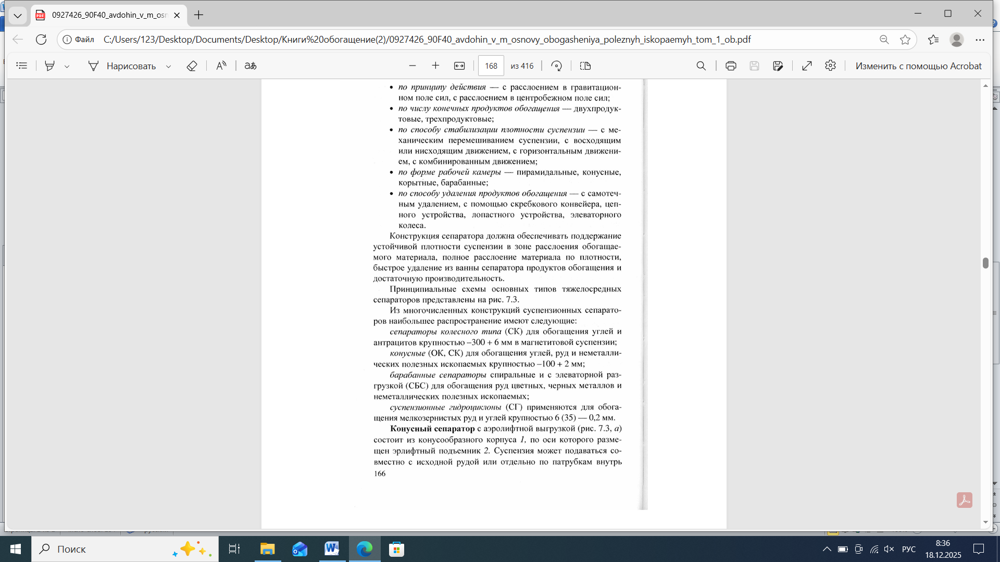 0927426_90F40_avdohin_v_m_osn
Файл
C:/Users/123/Desktop/Documents/Desktop/Книги%20обогащение(2)/0927426_90F40_avdohin_v_m_osnovy_obogasheniya_poleznyh_iskopaemyh_tom_1_ob.pdf
Нарисовать
аあ
168 из 416
Изменить с помощью Acrobat
• по принципу действия — с расслоением в гравитацион-
ном поле сил, с расслоением в центробежном поле сил;
• по числу конечных продуктов обогащения — двухпродук-
товые, трехпродуктовые;
• по способу стабилизации плотности суспензии — с ме-
ханическим перемешиванием суспензии, с восходящим
или нисходящим движением, с горизонтальным движени-
ем, с комбинированным движением;
• по форме рабочей камеры — пирамидальные, конусные,
корытные, барабанные;
• по способу удаления продуктов обогащения — с самотеч-
ным удалением, с помощью скребкового конвейера, цеп-
ного устройства, лопастного устройства, элеваторного
колеса.
Конструкция сепаратора должна обеспечивать поддержание
устойчивой плотности суспензии в зоне расслоения обогащае-
мого материала, полное расслоение материала по плотности,
быстрое удаление из ванны сепаратора продуктов обогащения и
достаточную производительность.
Принципиальные схемы основных типов тяжелосредных
сепараторов представлены на рис. 7.3.
Из многочисленных конструкций суспензионных сепарато-
ров наибольшее распространение имеют следующие:
сепараторы колесного типа (СК) для обогащения углей и
антрацитов крупностью –300 + 6 мм в магнетитовой суспензии;
конусные (ОК, СК) для обогащения углей, руд и неметалли-
ческих полезных ископаемых крупностью –100 + 2 мм;
барабанные сепараторы спиральные и с элеваторной раз-
грузкой (СБС) для обогащения руд цветных, черных металлов и
неметаллических полезных ископаемых;
суспензионные гидроциклоны (СГ) применяются для обога-
щения мелкозернистых руд и углей крупностью 6 (35) — 0,2 мм.
Конусный сепаратор с аэролифтной выгрузкой (рис. 7.3, а)
состоит из конусообразного корпуса 1, по оси которого разме-
щен эрлифтный подъемник 2. Суспензия может подаваться со-
вместно с исходной рудой или отдельно по патрубкам внутрь
166
Поиск
РУС
8:36
18.12.2025